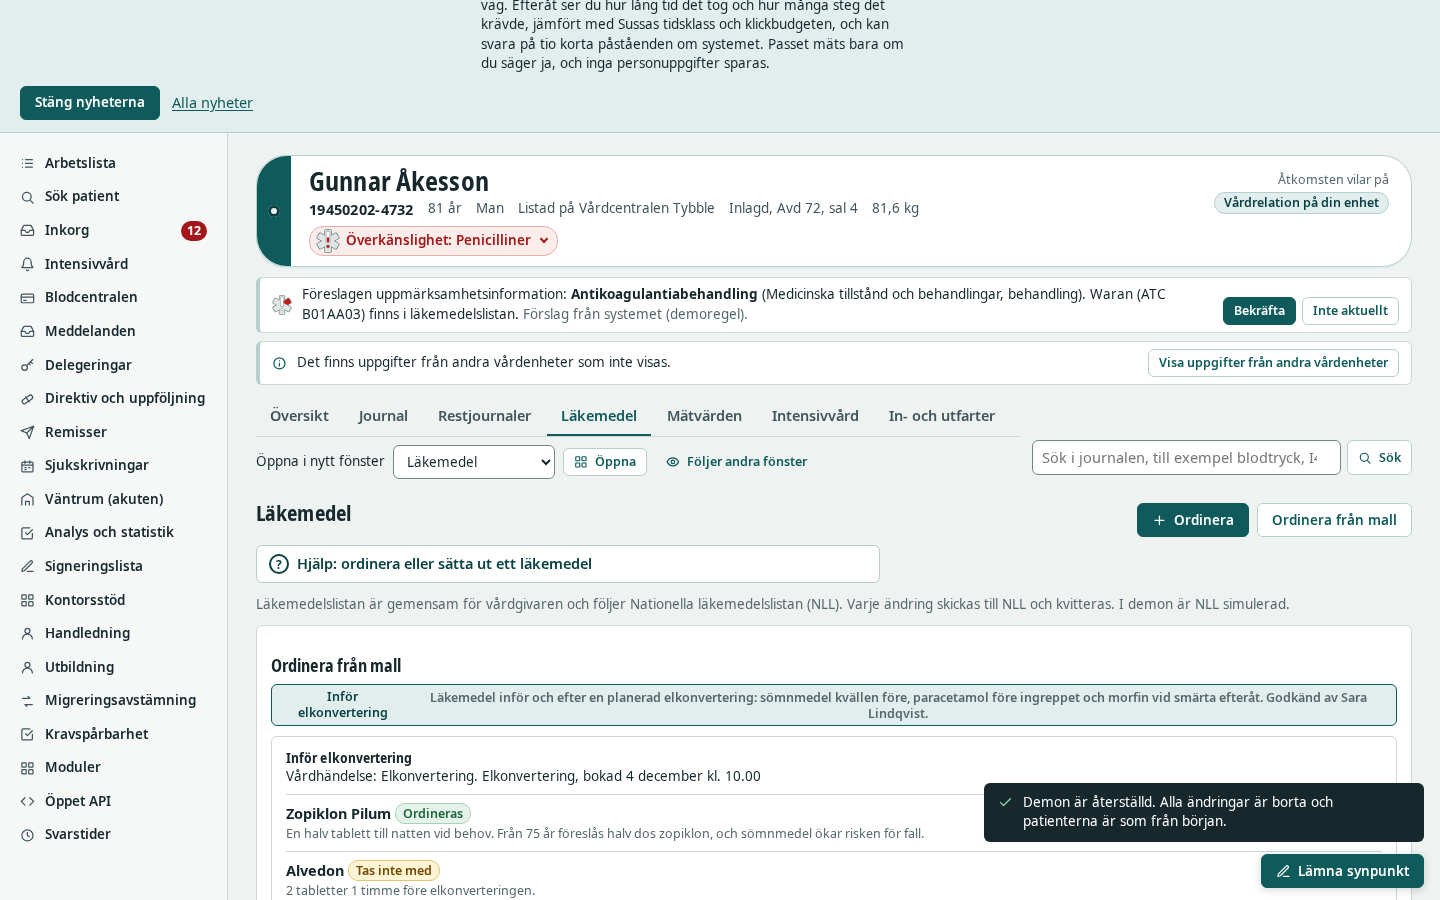 väg. Efteråt ser du hur lång tid det tog och hur många steg det
krävde, jämfört med Sussas tidsklass och klickbudgeten, och kan
svara på tio korta påståenden om systemet. Passet mäts bara om
du säger ja, och inga personuppgifter sparas.
Stäng nyheterna
Alla nyheter
Arbetslista
Sök patient
Inkorg
12
Intensivvård
Blodcentralen
Meddelanden
Delegeringar
Direktiv och uppföljning
Remisser
Sjukskrivningar
Väntrum (akuten)
Analys och statistik
Signeringslista
Kontorsstöd
Handledning
Utbildning
Migreringsavstämning
Kravspårbarhet
Moduler
Öppet API
Svarstider
Gunnar Åkesson
19450202-4732 81 år Man Listad på Vårdcentralen Tybble Inlagd, Avd 72, sal 4 81,6 kg
Överkänslighet: Penicilliner
Åtkomsten vilar på
Vårdrelation på din enhet
Föreslagen uppmärksamhetsinformation: Antikoagulantiabehandling (Medicinska tillstånd och behandlingar, behandling). Waran (ATC
B01AA03) finns i läkemedelslistan. Förslag från systemet (demoregel).
Bekräfta
Inte aktuellt
Det finns uppgifter från andra vårdenheter som inte visas.
Visa uppgifter från andra vårdenheter
Översikt
Journal
Restjournaler
Läkemedel
Mätvärden
Intensivvård
In- och utfarter
Öppna i nytt fönster
Läkemedel
Öppna
Följer andra fönster
Sök i journalen, till exempel blodtryck, I4
Sök
Läkemedel
Ordinera
Ordinera från mall
? Hjälp: ordinera eller sätta ut ett läkemedel
Läkemedelslistan är gemensam för vårdgivaren och följer Nationella läkemedelslistan (NLL). Varje ändring skickas till NLL och kvitteras. I demon är NLL simulerad.
Ordinera från mall
Inför
elkonvertering
Läkemedel inför och efter en planerad elkonvertering: sömnmedel kvällen före, paracetamol före ingreppet och morfin vid smärta efteråt. Godkänd av Sara
Lindqvist.
Inför elkonvertering
Vårdhändelse: Elkonvertering. Elkonvertering, bokad 4 december kl. 10.00
Zopiklon Pilum Ordineras
En halv tablett till natten vid behov. Från 75 år föreslås halv dos zopiklon, och sömnmedel ökar risken för fall.
Alvedon Tas inte med
2 tabletter 1 timme före elkonverteringen.
Demon är återställd. Alla ändringar är borta och
patienterna är som från början.
Lämna synpunkt